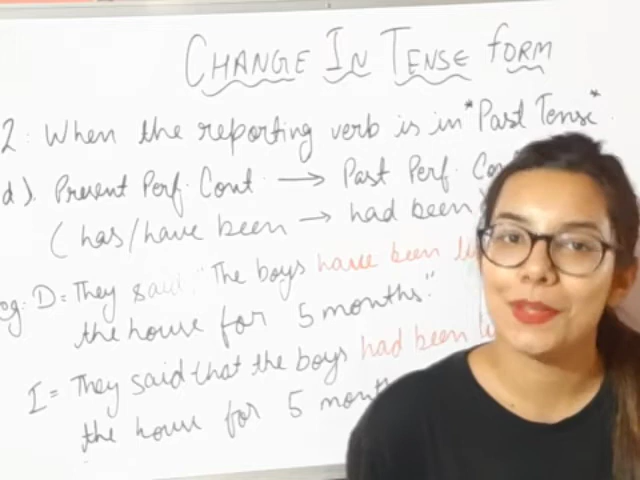 CHANGE IN TENSE FORM
2. When the reporting verb is in "Past Tense"
d). Present Perf. Cont → Past Perf.
(has/have been → had been
eg: D = They said, "The boys have been
the house for 5 months."
I = They said that the boys had been
the house for 5